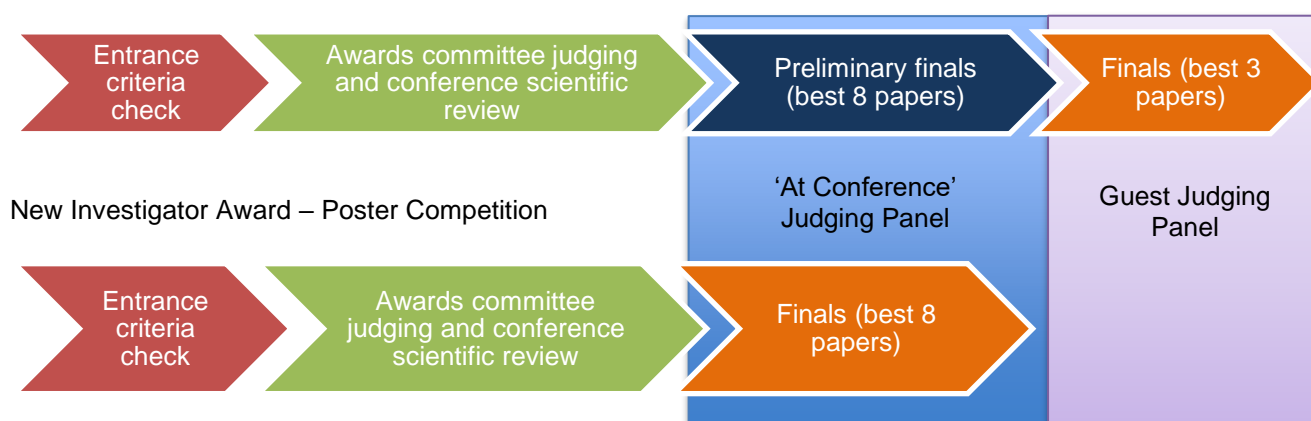 Entrance
criteria
check
Awards committee judging
and conference scientific
review
Preliminary finals
(best 8 papers)
Finals (best 3
papers)
New Investigator Award – Poster Competition
‘At Conference’
Judging Panel
Guest Judging
Panel
Entrance
criteria
check
Awards committee
judging and conference
scientific review
Finals (best 8
papers)